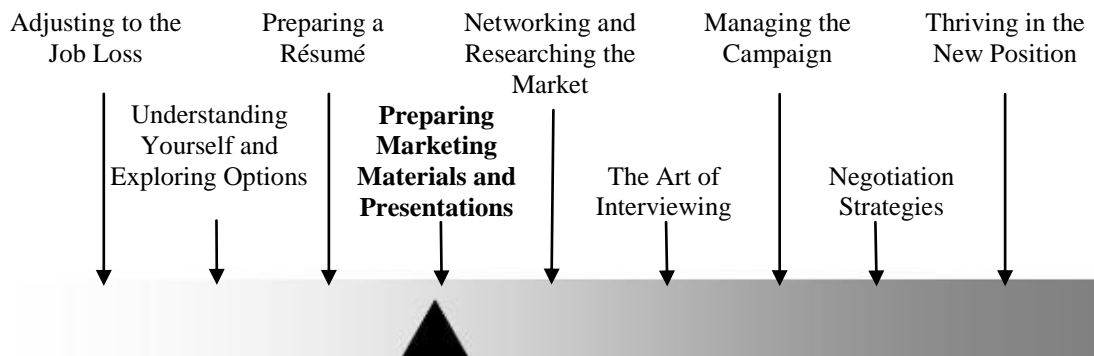 Adjusting to the
Job Loss
Preparing a
Résumé
Networking and
Researching the
Market
Managing the
Campaign
Thriving in the
New Position
Understanding
Yourself and
Exploring Options
Preparing
Marketing
Materials and
Presentations
The Art of
Interviewing
Negotiation
Strategies